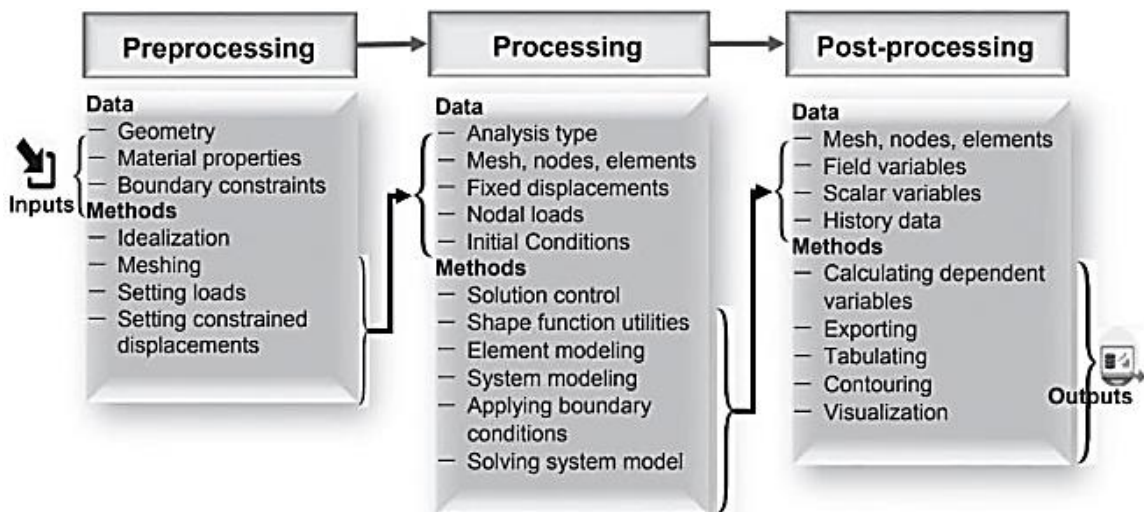 Preprocessing
Data
– Geometry
– Material properties
– Boundary constraints
Inputs
Methods
– Idealization
– Meshing
– Setting loads
– Setting constrained
displacements
Processing
Data
– Analysis type
– Mesh, nodes, elements
– Fixed displacements
– Nodal loads
– Initial Conditions
Methods
– Solution control
– Shape function utilities
– Element modeling
– System modeling
– Applying boundary
conditions
– Solving system model
Post-processing
Data
– Mesh, nodes, elements
– Field variables
– Scalar variables
– History data
Methods
– Calculating dependent
variables
– Exporting
– Tabulating
– Contouring
– Visualization
Outputs